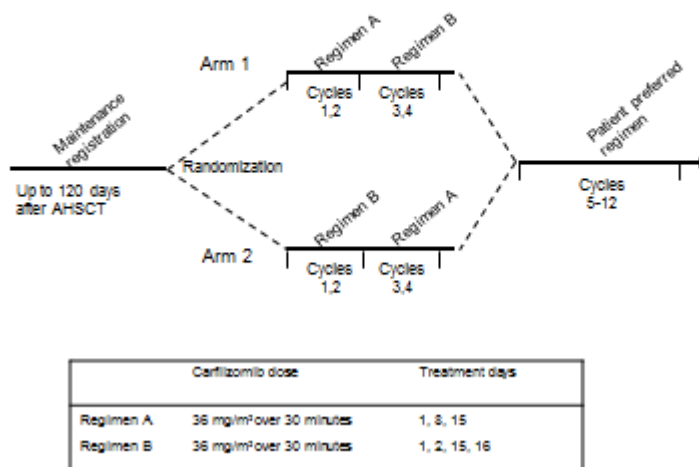 Arm 1
Regimen A
Regimen B
Cycles
1,2
Cycles
3,4
Maintenance
registration
Up to 120 days
after AHSCT
Randomization
Patient preferred
regimen
Cycles
5-12
Arm 2
Regimen B
Regimen A
Cycles
1,2
Cycles
3,4
Carfilzomib dose Treatment days
Regimen A 36 mg/m² over 30 minutes 1, 8, 15
Regimen B 36 mg/m² over 30 minutes 1, 2, 15, 16